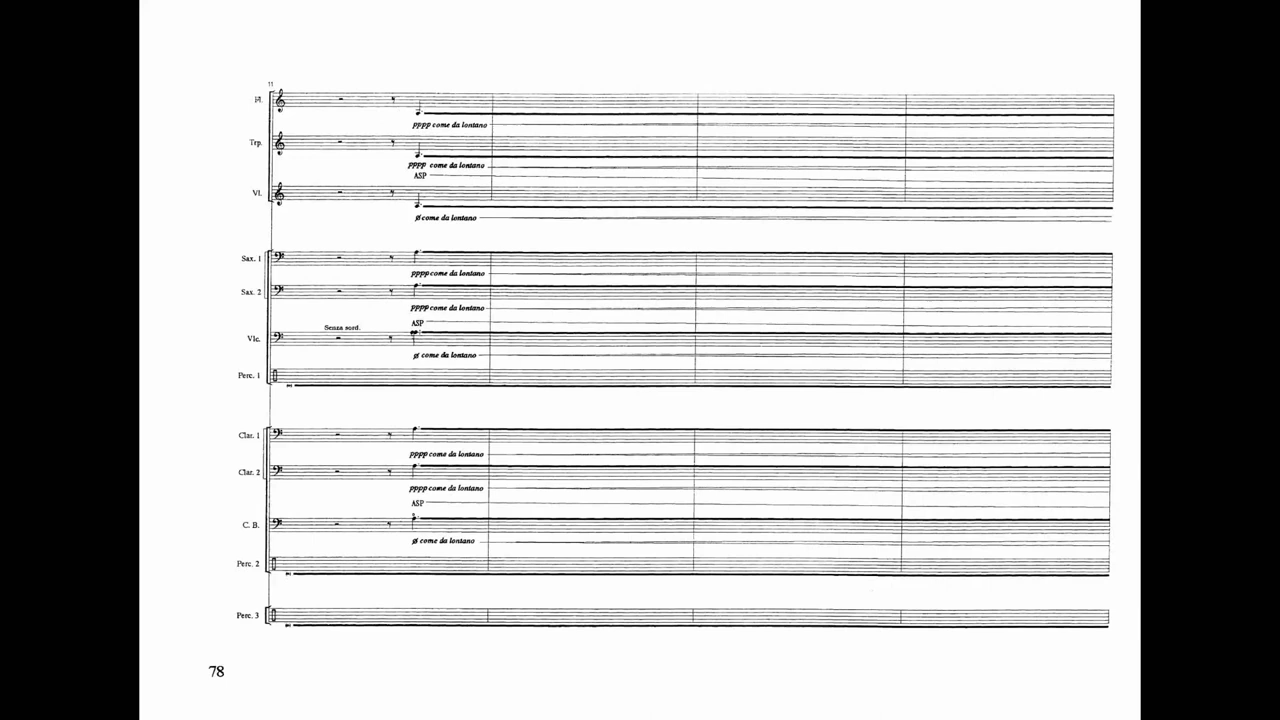 11
Fl.
pppp come da lontano
Trp.
pppp come da lontano
ASP
Vl.
ø come da lontano
Sax. 1
pppp come da lontano
Sax. 2
pppp come da lontano
ASP
Senza sord.
Vlc.
ø come da lontano
Perc. 1
Clar. 1
pppp come da lontano
Clar. 2
pppp come da lontano
ASP
C. B.
ø come da lontano
Perc. 2
Perc. 3
78